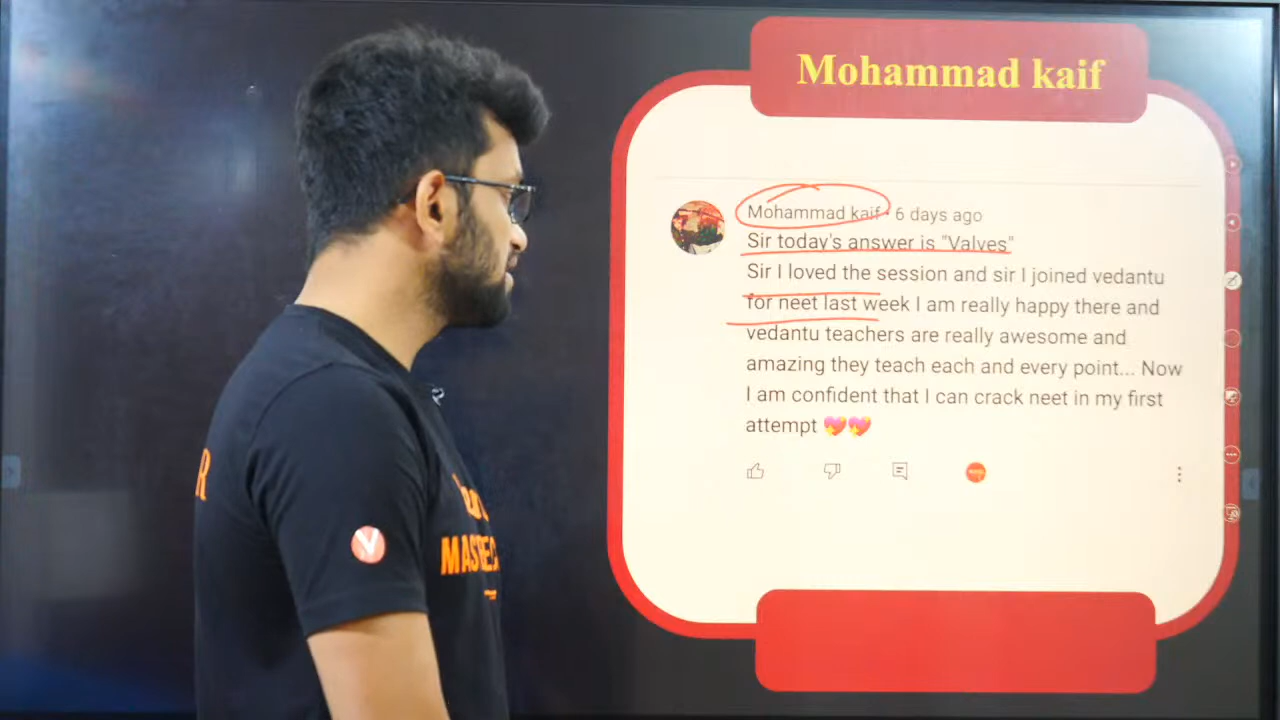 Mohammad kaif
Mohammad kaif • 6 days ago
Sir today's answer is "Valves"
Sir I loved the session and sir I joined vedantu
for neet last week I am really happy there and
vedantu teachers are really awesome and
amazing they teach each and every point... Now
I am confident that I can crack neet in my first
attempt 💖💖
R
V